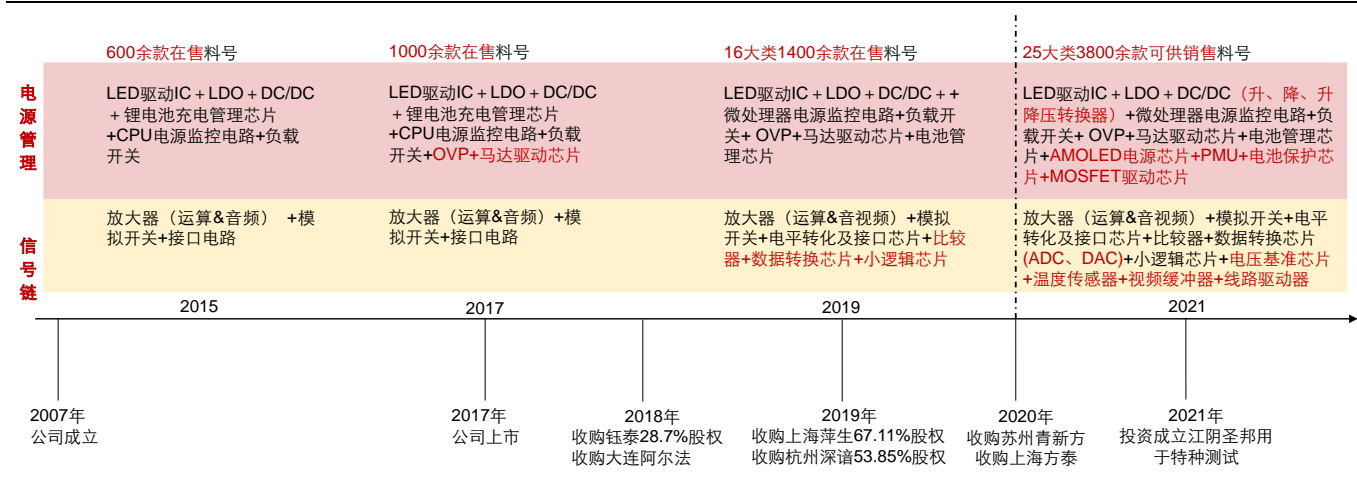 600余款在售料号
1000余款在售料号
16大类1400余款在售料号
25大类3800余款可供销售料号
电源管理
LED驱动IC＋LDO＋DC/DC
＋锂电池充电管理芯片
+CPU电源监控电路+负载
开关
LED驱动IC＋LDO＋DC/DC
＋锂电池充电管理芯片
+CPU电源监控电路+负载
开关+OVP+马达驱动芯片
LED驱动IC＋LDO＋DC/DC＋+
微处理器电源监控电路+负载开
关+ OVP+马达驱动芯片+电池管
理芯片
LED驱动IC＋LDO＋DC/DC（升、降、升
降压转换器）+微处理器电源监控电路+负
载开关+ OVP+马达驱动芯片+电池管理芯
片+AMOLED电源芯片+PMU+电池保护芯
片+MOSFET驱动芯片
信号链
放大器（运算&音频） +模
拟开关+接口电路
放大器（运算&音频）+模
拟开关+接口电路
放大器（运算&音视频）+模拟
开关+电平转化及接口芯片+比较
器+数据转换芯片+小逻辑芯片
放大器（运算&音视频）+模拟开关+电平
转化及接口芯片+比较器+数据转换芯片
(ADC、DAC)+小逻辑芯片+电压基准芯片
+温度传感器+视频缓冲器+线路驱动器
2015
2017
2019
2021
2007年
公司成立
2017年
公司上市
2018年
收购钰泰28.7%股权
收购大连阿尔法
2019年
收购上海萍生67.11%股权
收购杭州深谙53.85%股权
2020年
收购苏州青新方
收购上海方泰
2021年
投资成立江阴圣邦用
于特种测试